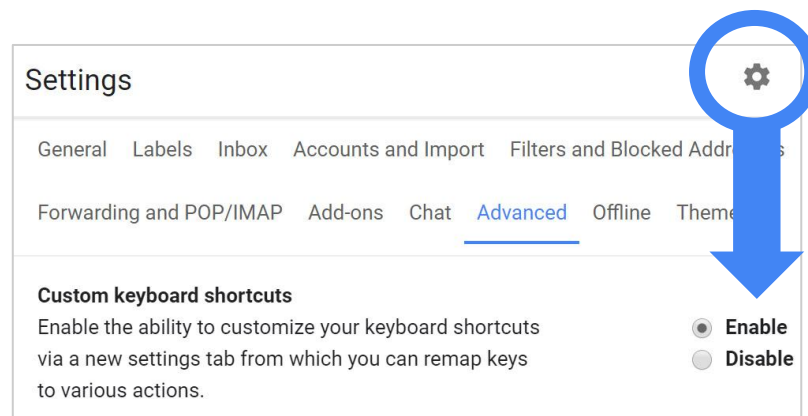 Settings
General Labels Inbox Accounts and Import Filters and Blocked
Forwarding and POP/IMAP Add-ons Chat Advanced Offline
Custom keyboard shortcuts
Enable the ability to customize your keyboard shortcuts Enable
via a new settings tab from which you can remap keys Disable
to various actions.